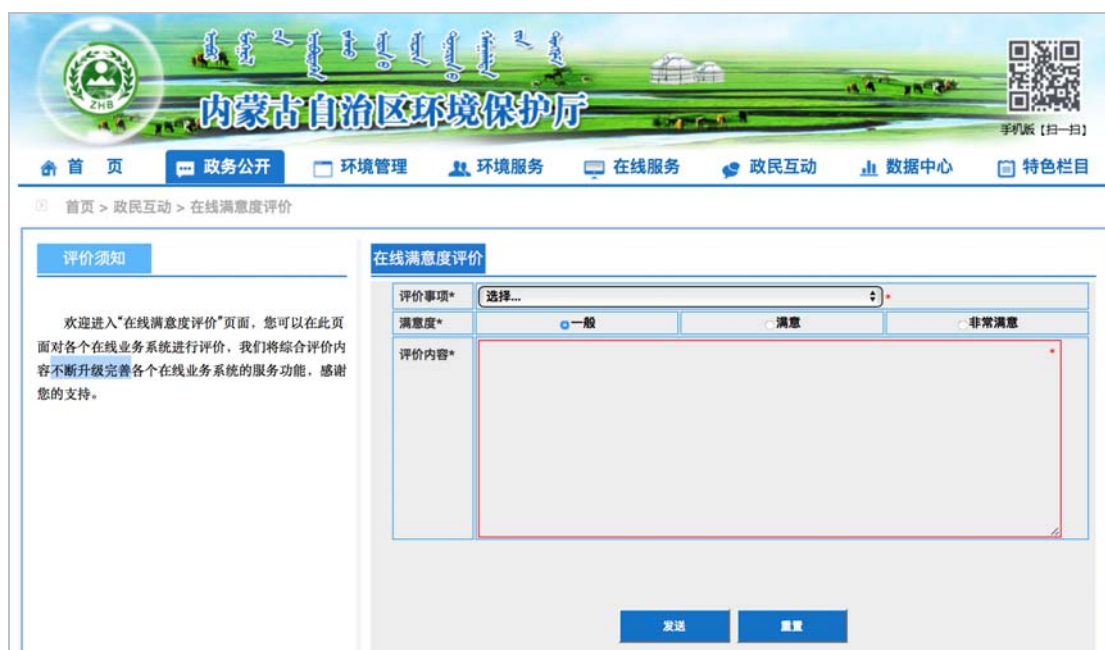 ZHB
内蒙古自治区环境保护厅
手机版【扫一扫】
首 页
政务公开
环境管理
环境服务
在线服务
政民互动
数据中心
特色栏目
首页 > 政民互动 > 在线满意度评价
评价须知
欢迎进入“在线满意度评价”页面，您可以在此页
面对各个在线业务系统进行评价，我们将综合评价内
容不断升级完善各个在线业务系统的服务功能，感谢
您的支持。
在线满意度评价
评价事项* 选择... *
满意度* 一般 满意 非常满意
评价内容* *
发送 重置